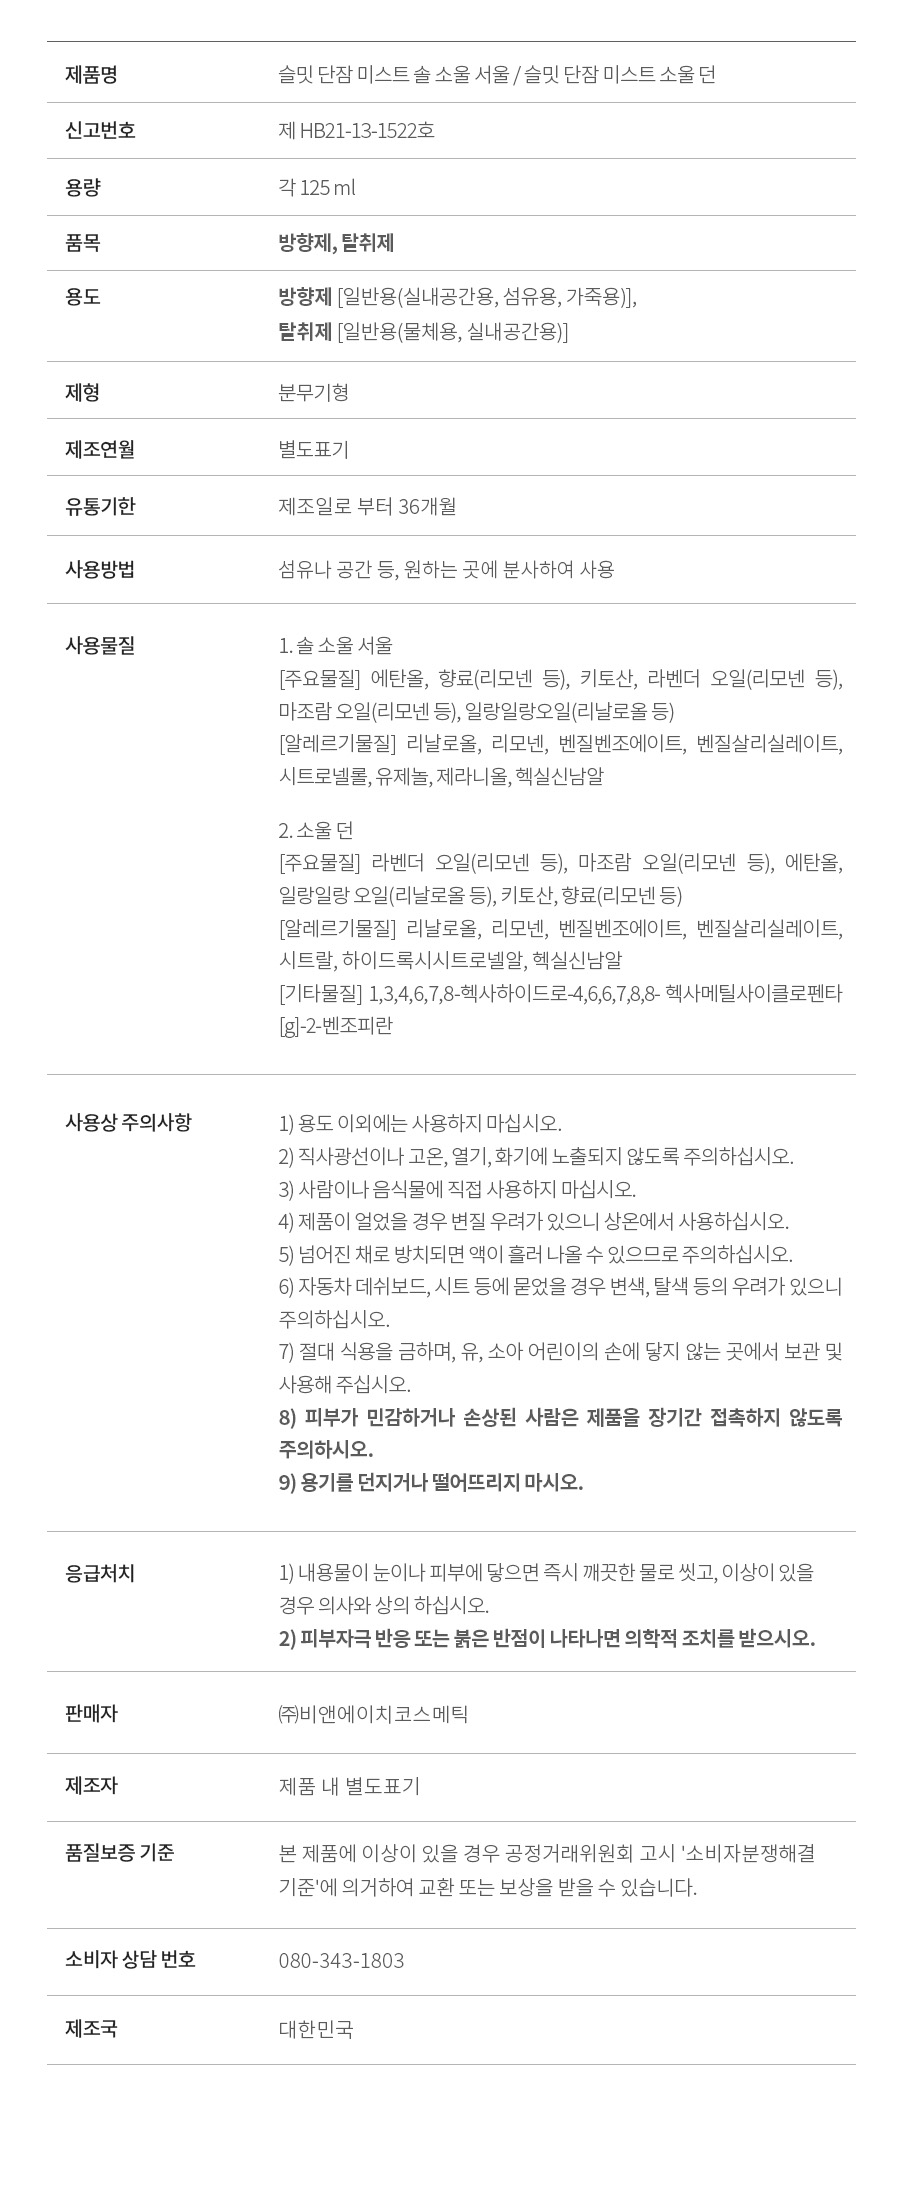 제품명 슬밋 단잠 미스트 솔 소울 서울 / 슬밋 단잠 미스트 소울 던
신고번호 제 HB21-13-1522호
용량 각 125 ml
품목 방향제, 탈취제
용도 방향제 [일반용(실내공간용, 섬유용, 가죽용)],
탈취제 [일반용(물체용, 실내공간용)]
제형 분무기형
제조연월 별도표기
유통기한 제조일로 부터 36개월
사용방법 섬유나 공간 등, 원하는 곳에 분사하여 사용
사용물질 1. 솔 소울 서울
[주요물질] 에탄올, 향료(리모넨 등), 키토산, 라벤더 오일(리모넨 등),
마조람 오일(리모넨 등), 일랑일랑오일(리날로올 등)
[알레르기물질] 리날로올, 리모넨, 벤질벤조에이트, 벤질살리실레이트,
시트로넬롤, 유제놀, 제라니올, 헥실신남알
2. 소울 던
[주요물질] 라벤더 오일(리모넨 등), 마조람 오일(리모넨 등), 에탄올,
일랑일랑 오일(리날로올 등), 키토산, 향료(리모넨 등)
[알레르기물질] 리날로올, 리모넨, 벤질벤조에이트, 벤질살리실레이트,
시트랄, 하이드록시시트로넬알, 헥실신남알
[기타물질] 1,3,4,6,7,8-헥사하이드로-4,6,6,7,8,8- 헥사메틸사이클로펜타
[g]-2-벤조피란
사용상 주의사항 1) 용도 이외에는 사용하지 마십시오.
2) 직사광선이나 고온, 열기, 화기에 노출되지 않도록 주의하십시오.
3) 사람이나 음식물에 직접 사용하지 마십시오.
4) 제품이 얼었을 경우 변질 우려가 있으니 상온에서 사용하십시오.
5) 넘어진 채로 방치되면 액이 흘러 나올 수 있으므로 주의하십시오.
6) 자동차 데쉬보드, 시트 등에 묻었을 경우 변색, 탈색 등의 우려가 있으니
주의하십시오.
7) 절대 식용을 금하며, 유, 소아 어린이의 손에 닿지 않는 곳에서 보관 및
사용해 주십시오.
8) 피부가 민감하거나 손상된 사람은 제품을 장기간 접촉하지 않도록
주의하시오.
9) 용기를 던지거나 떨어뜨리지 마시오.
응급처치 1) 내용물이 눈이나 피부에 닿으면 즉시 깨끗한 물로 씻고, 이상이 있을
경우 의사와 상의 하십시오.
2) 피부자극 반응 또는 붉은 반점이 나타나면 의학적 조치를 받으시오.
판매자 ㈜비앤에이치코스메틱
제조자 제품 내 별도표기
품질보증 기준 본 제품에 이상이 있을 경우 공정거래위원회 고시 '소비자분쟁해결
기준'에 의거하여 교환 또는 보상을 받을 수 있습니다.
소비자 상담 번호 080-343-1803
제조국 대한민국